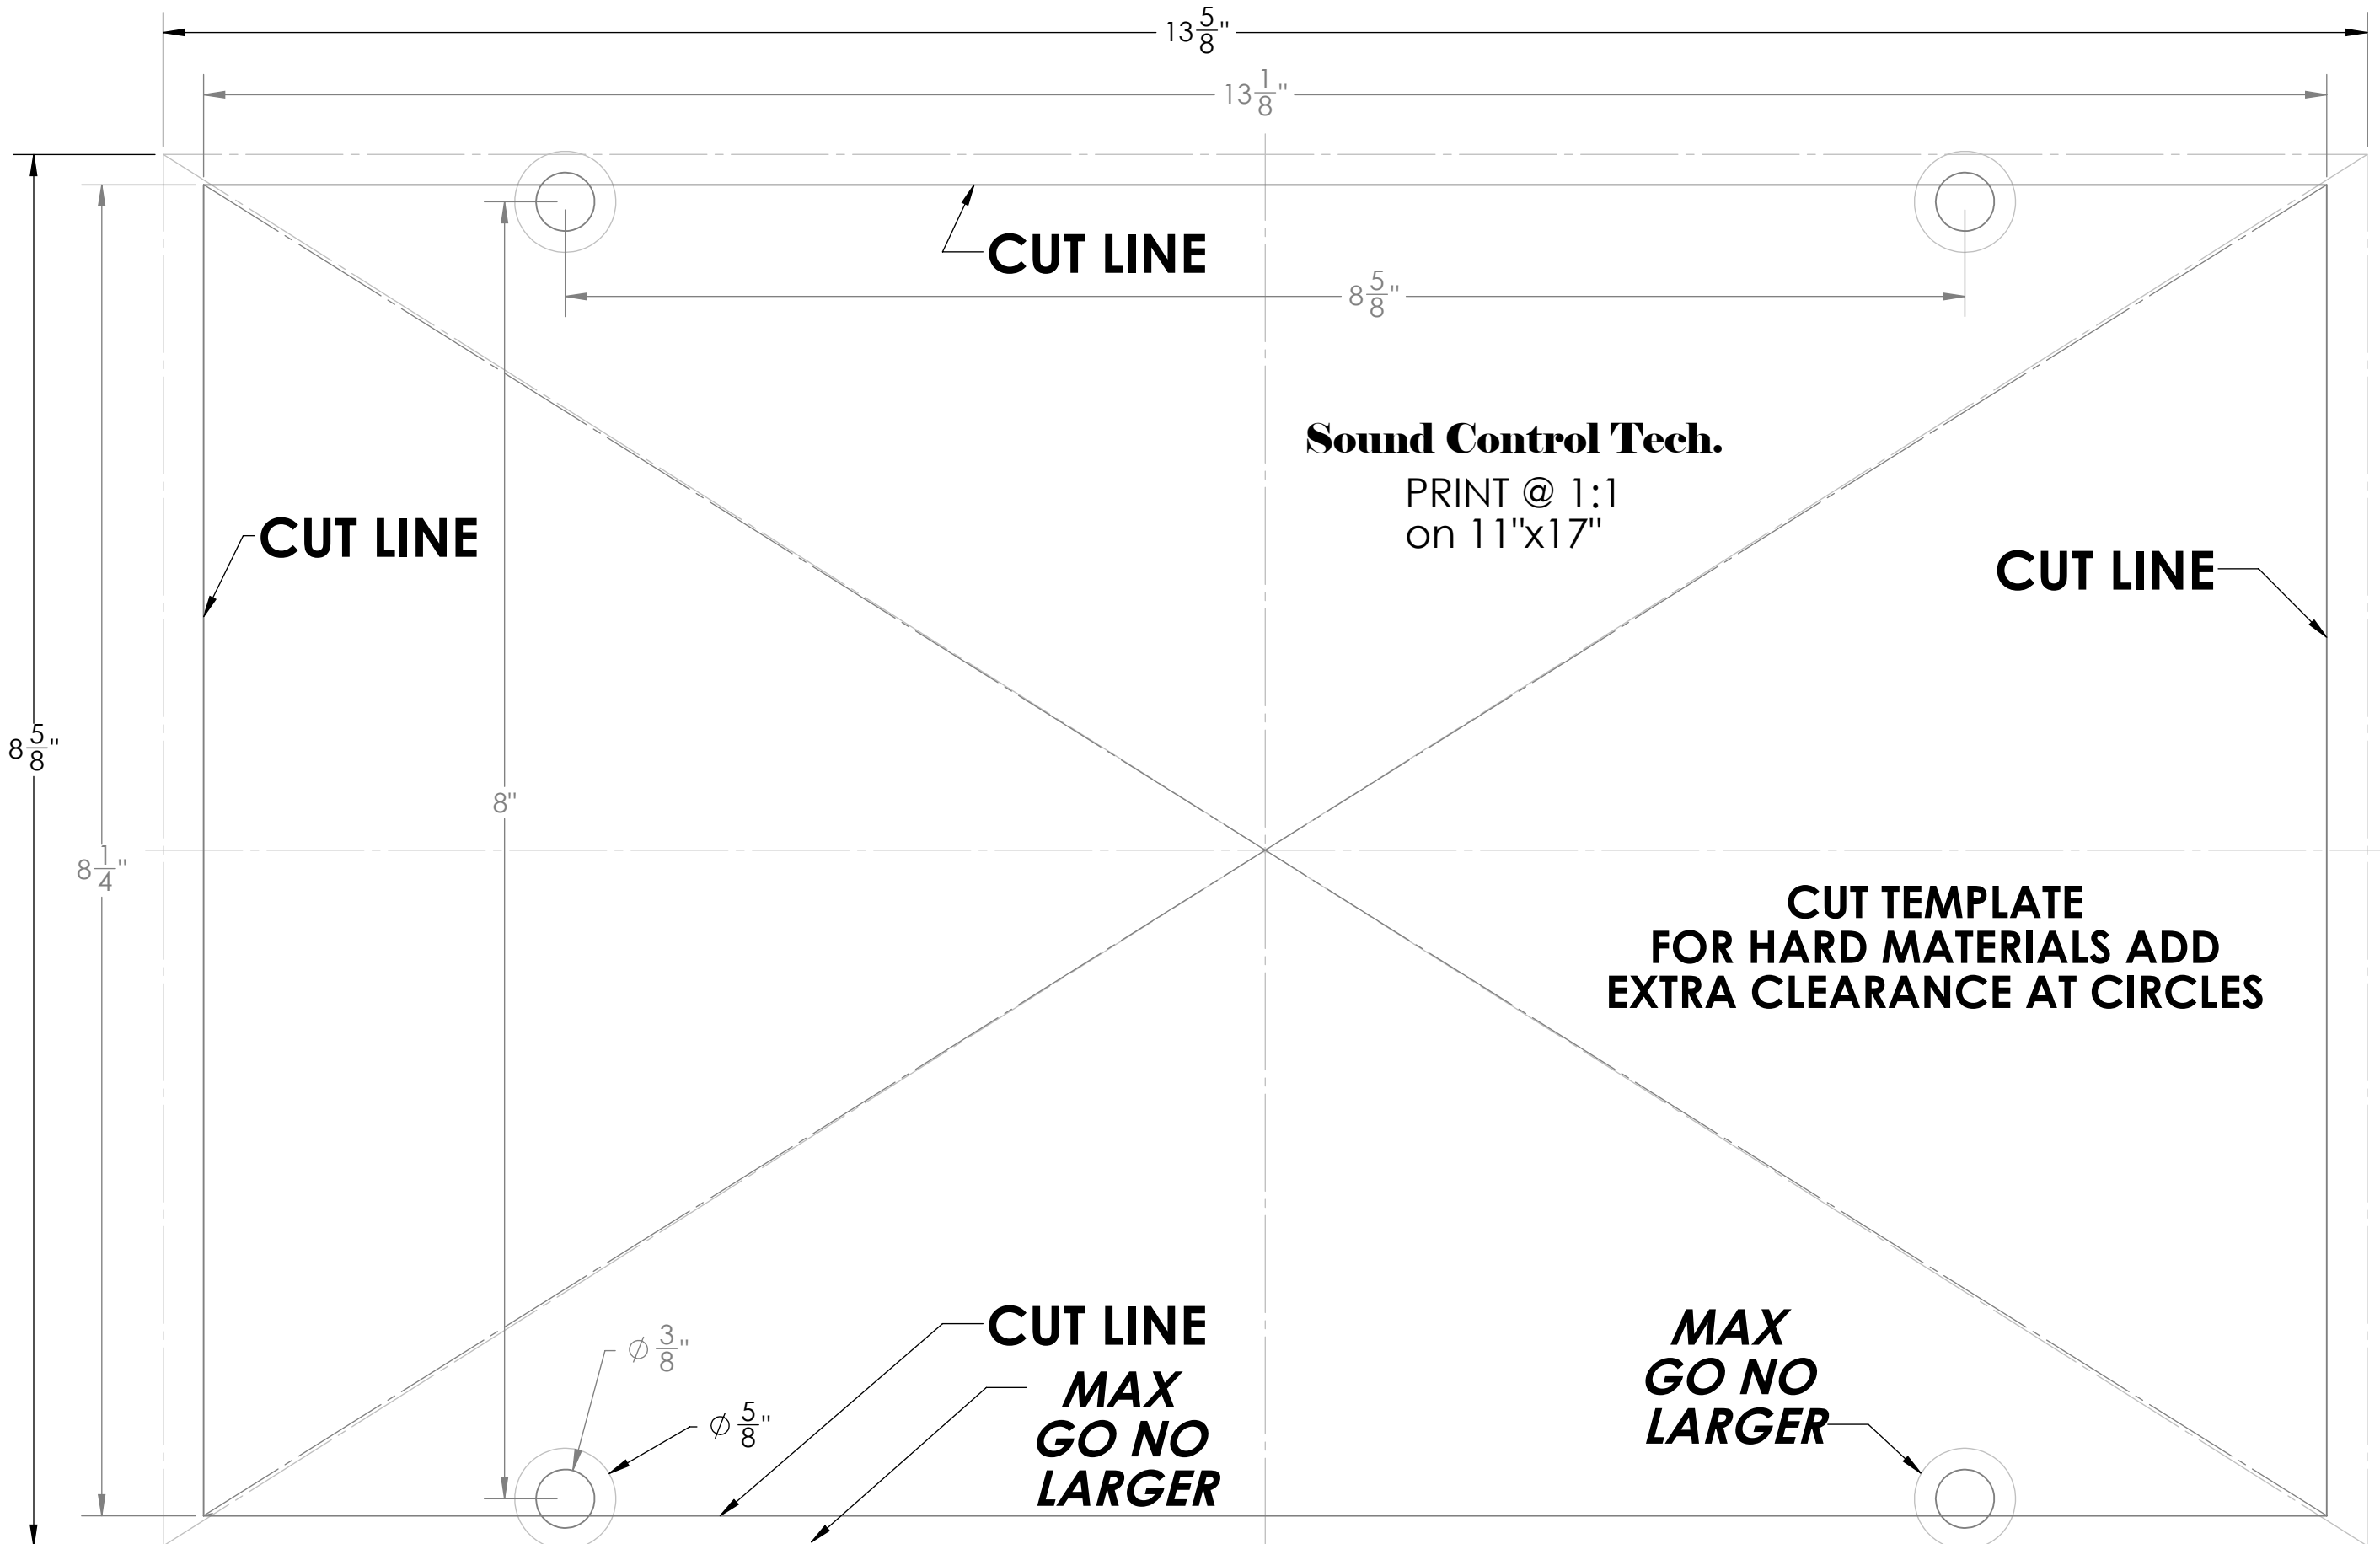 13 5/8"
13 1/8"
CUT LINE
8 5/8"
Sound Control Tech.
PRINT @ 1:1
on 11"x17"
CUT LINE
CUT LINE
8 5/8"
8"
8 1/4"
CUT TEMPLATE
FOR HARD MATERIALS ADD
EXTRA CLEARANCE AT CIRCLES
CUT LINE
⌀ 3/8"
⌀ 5/8"
MAX
GO NO
LARGER
MAX
GO NO
LARGER